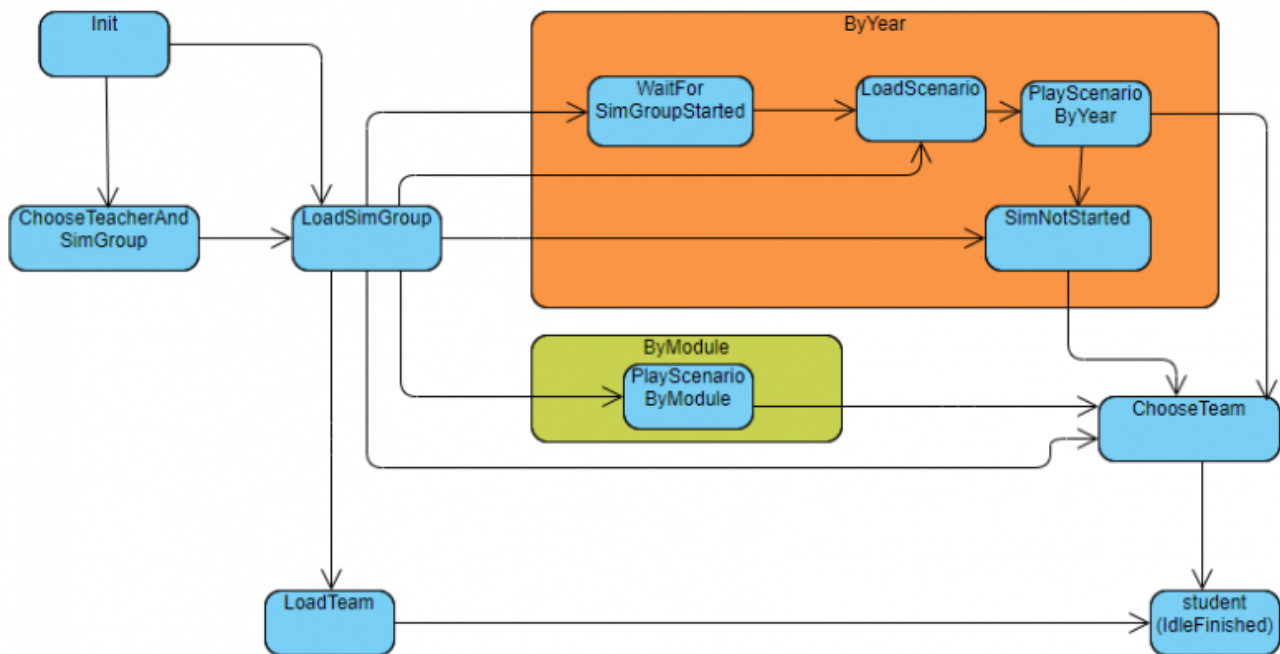 Init
ByYear
WaitFor
SimGroupStarted
LoadScenario
PlayScenario
ByYear
ChooseTeacherAnd
SimGroup
LoadSimGroup
SimNotStarted
ByModule
PlayScenario
ByModule
ChooseTeam
LoadTeam
student
(IdleFinished)